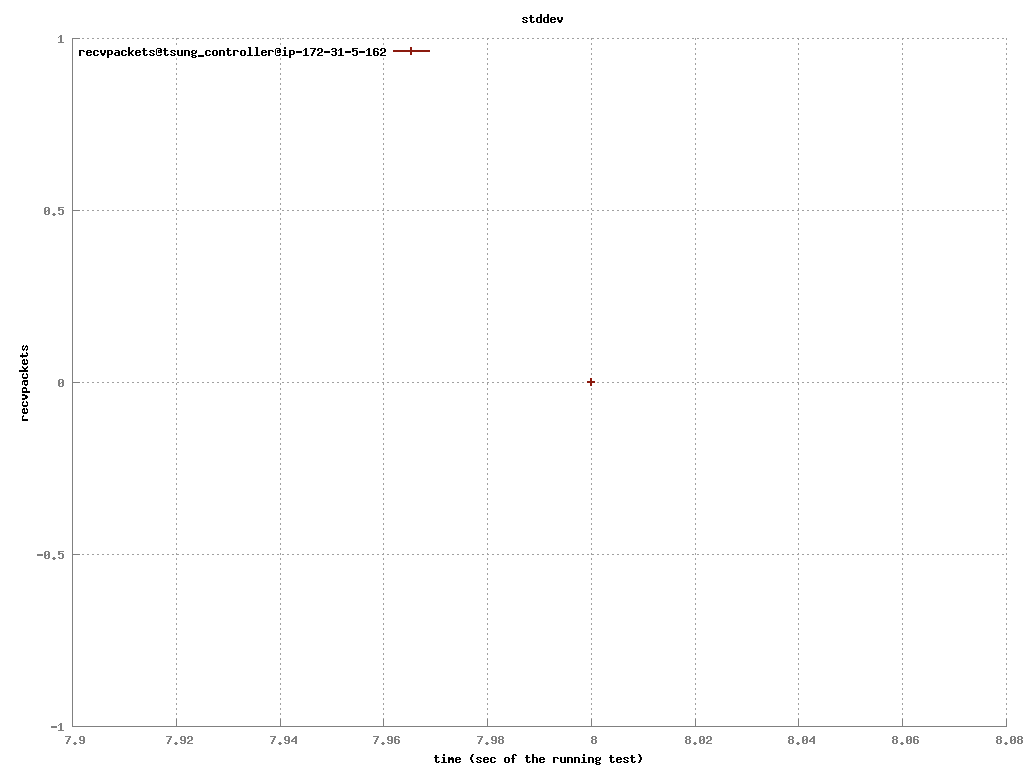 stddev
recvpackets@tsung_controller@ip-172-31-5-162
1
0.5
0
-0.5
-1
recvpackets
7.9 7.92 7.94 7.96 7.98 8 8.02 8.04 8.06 8.08
time (sec of the running test)